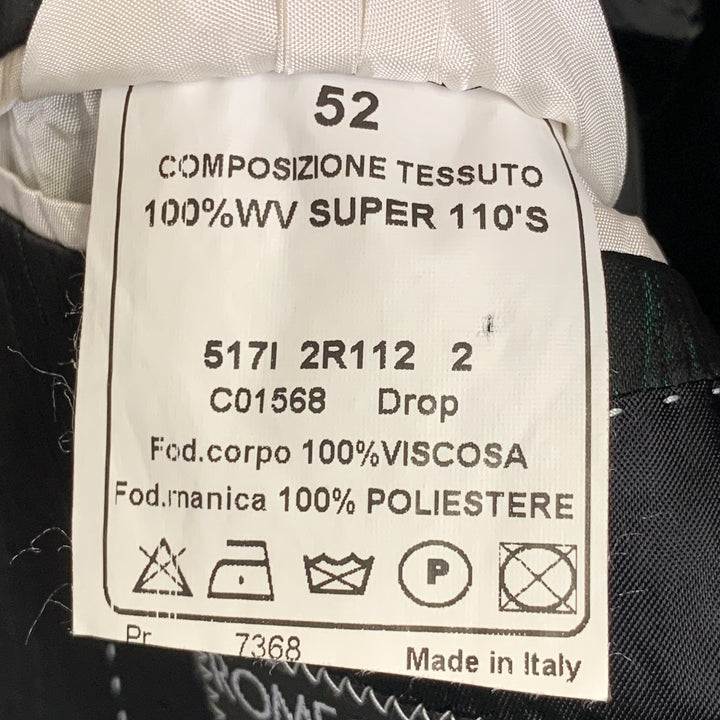 52
COMPOSIZIONE TESSUTO
100%WV SUPER 110'S
517I 2R112 2
C01568 Drop
Fod.corpo 100%VISCOSA
Fod.manica 100% POLIESTERE
P
Pr. 7368
Made in Italy